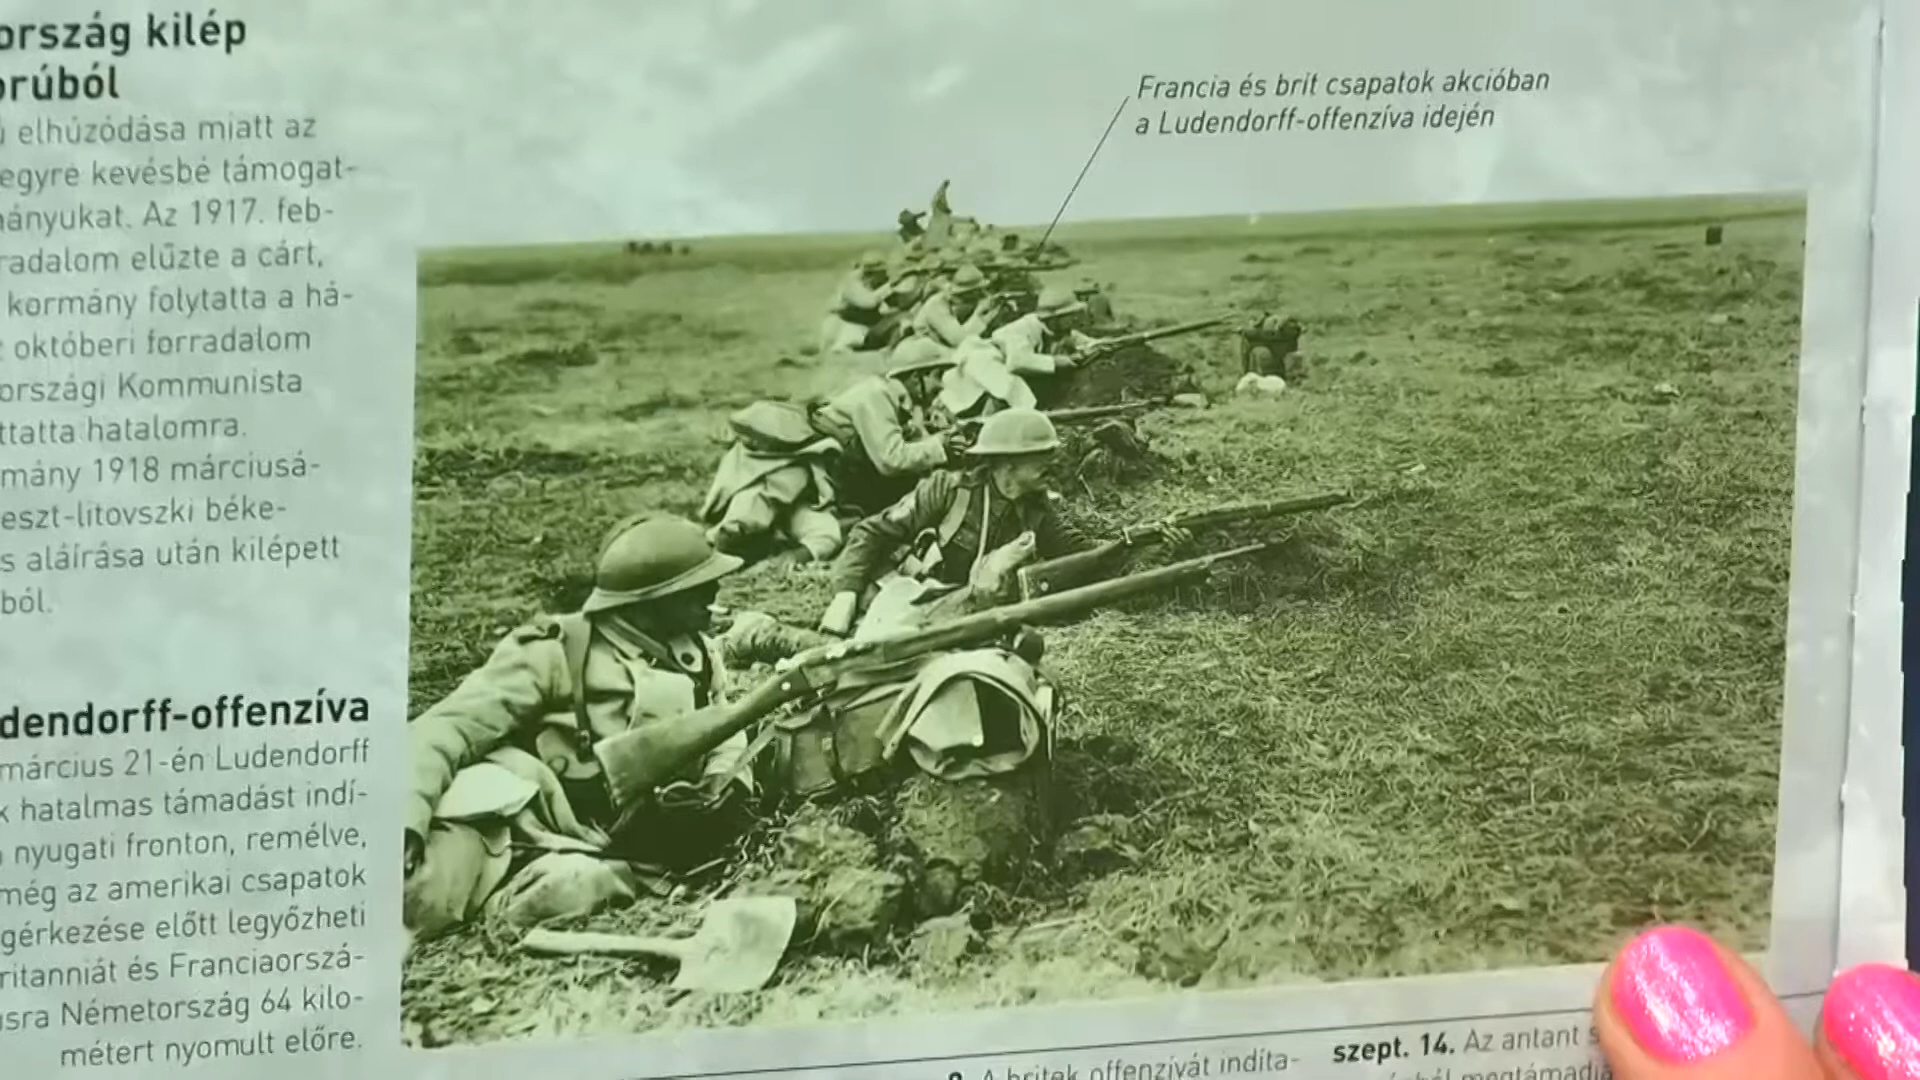 ország kilép
orúból
elhúzódása miatt az
egyre kevésbé támogat-
ányukat. Az 1917. feb-
radalom elűzte a cárt,
kormány folytatta a há-
októberi forradalom
országi Kommunista
ttatta hatalomra.
mány 1918 márciusá-
eszt-litovszki béke-
s aláírása után kilépett
ból.
dendorff-offenzíva
március 21-én Ludendorff
k hatalmas támadást indí-
nyugati fronton, remélve,
még az amerikai csapatok
gérkezése előtt legyőzheti
ritanniát és Franciaorszá-
usra Németország 64 kilo-
métert nyomult előre.
Francia és brit csapatok akcióban
a Ludendorff-offenzíva idején
A britek offenzívát indíta-
szept. 14. Az antant s
megtámadja